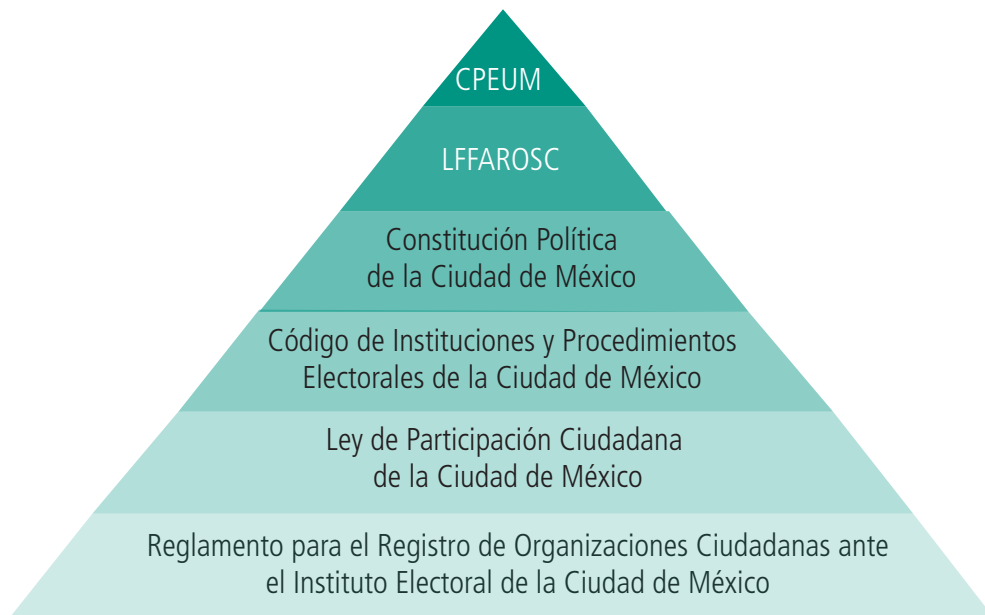 CPEUM
LFFAROSC
Constitución Política
de la Ciudad de México
Código de Instituciones y Procedimientos
Electorales de la Ciudad de México
Ley de Participación Ciudadana
de la Ciudad de México
Reglamento para el Registro de Organizaciones Ciudadanas ante
el Instituto Electoral de la Ciudad de México